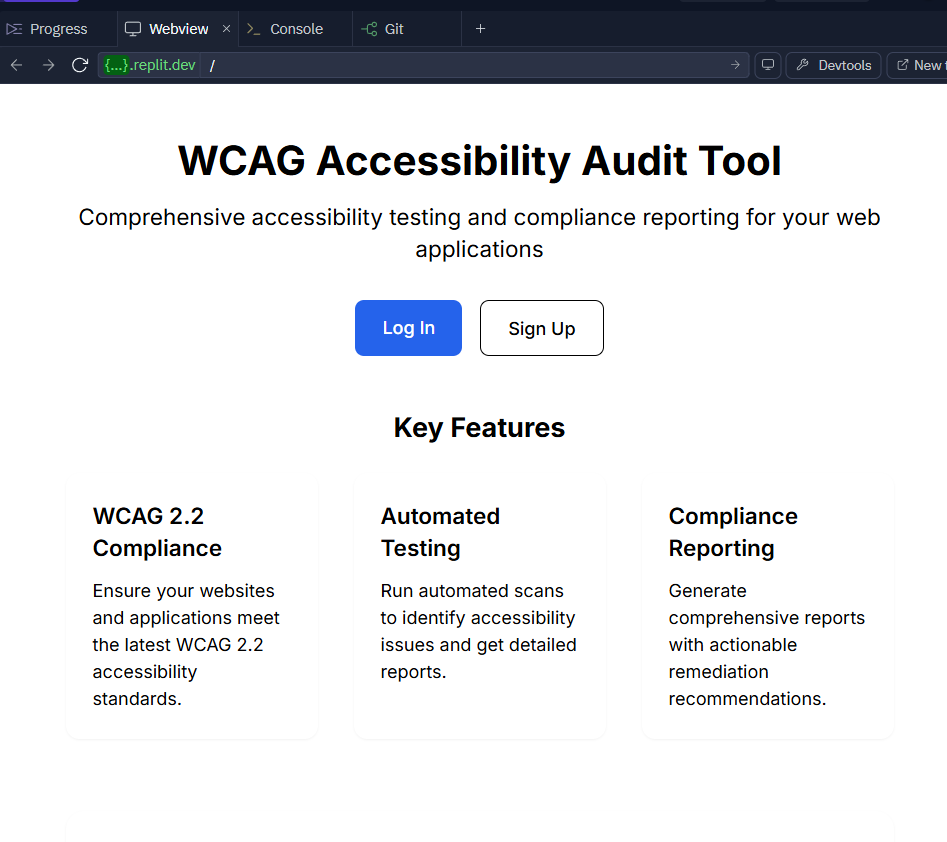 Progress
Webview
Console
Git
{...}.replit.dev /
Devtools
New
WCAG Accessibility Audit Tool
Comprehensive accessibility testing and compliance reporting for your web
applications
Log In
Sign Up
Key Features
WCAG 2.2
Compliance
Ensure your websites
and applications meet
the latest WCAG 2.2
accessibility
standards.
Automated
Testing
Run automated scans
to identify accessibility
issues and get detailed
reports.
Compliance
Reporting
Generate
comprehensive reports
with actionable
remediation
recommendations.